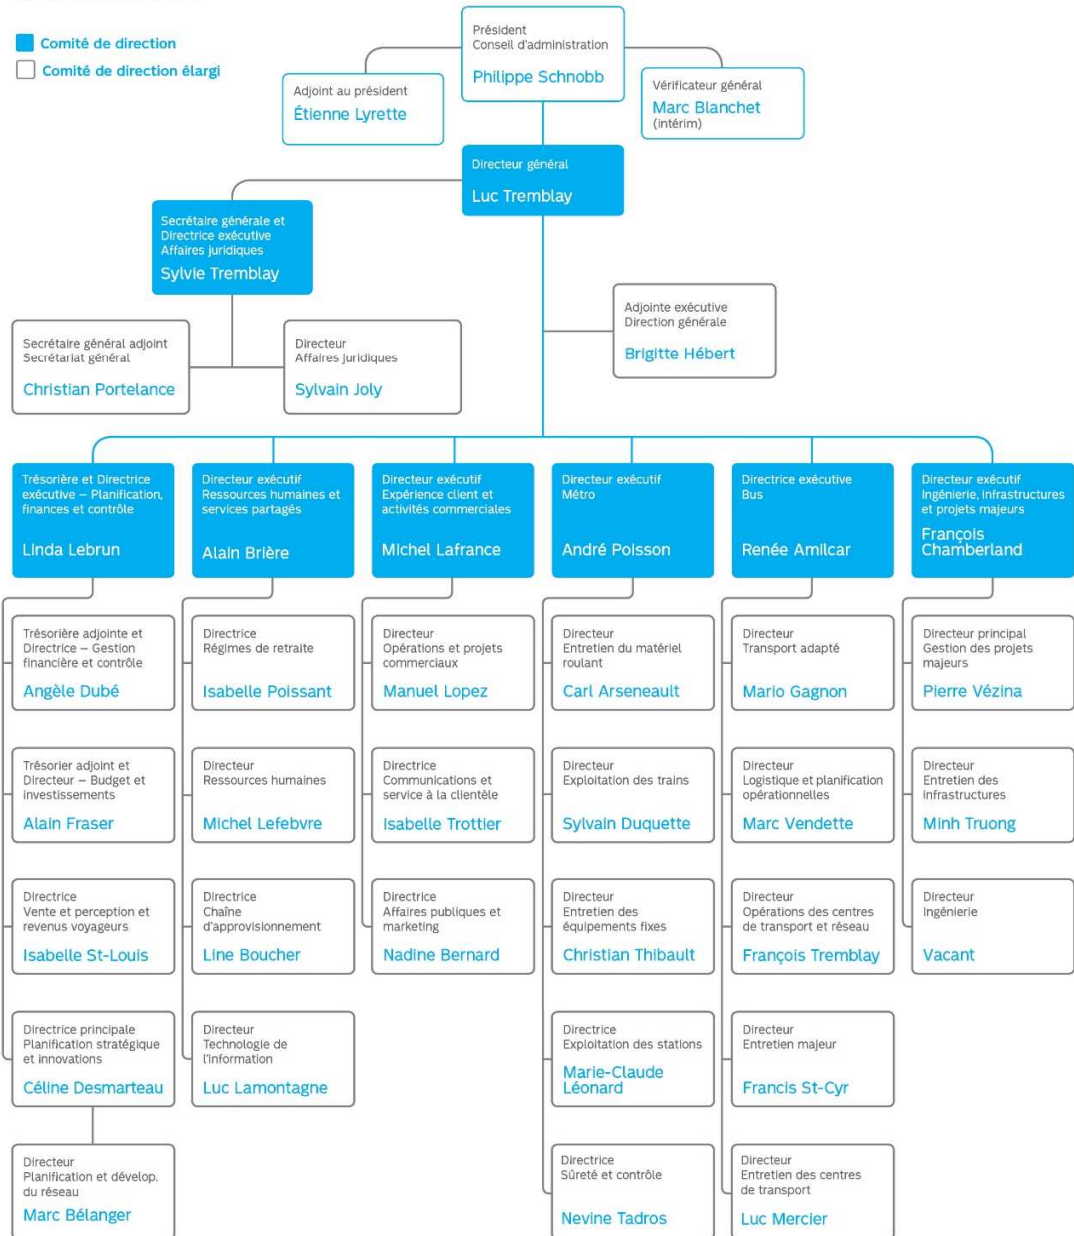 Comité de direction
Comité de direction élargi
Président
Conseil d'administration
Philippe Schnobb
Adjoint au président
Étienne Lyrette
Vérificateur général
Marc Blanchet
(intérim)
Directeur général
Luc Tremblay
Secrétaire générale et
Directrice exécutive
Affaires juridiques
Sylvie Tremblay
Adjointe exécutive
Direction générale
Brigitte Hébert
Secrétaire général adjoint
Secrétariat général
Christian Portelance
Directeur
Affaires juridiques
Sylvain Joly
Trésorière et Directrice
exécutive – Planification,
finances et contrôle
Linda Lebrun
Directeur exécutif
Ressources humaines et
services partagés
Alain Brière
Directeur exécutif
Expérience client et
activités commerciales
Michel Lafrance
Directeur exécutif
Métro
André Poisson
Directrice exécutive
Bus
Renée Amilcar
Directeur exécutif
Ingénierie, infrastructures
et projets majeurs
François
Chamberland
Trésorière adjointe et
Directrice – Gestion
financière et contrôle
Angèle Dubé
Directrice
Régimes de retraite
Isabelle Poissant
Directeur
Opérations et projets
commerciaux
Manuel Lopez
Directeur
Entretien du matériel
roulant
Carl Arseneault
Directeur
Transport adapté
Mario Gagnon
Directeur principal
Gestion des projets
majeurs
Pierre Vézina
Trésorier adjoint et
Directeur – Budget et
investissements
Alain Fraser
Directeur
Ressources humaines
Michel Lefebvre
Directrice
Communications et
service à la clientèle
Isabelle Trottier
Directeur
Exploitation des trains
Sylvain Duquette
Directeur
Logistique et planification
opérationnelles
Marc Vendette
Directeur
Entretien des
infrastructures
Minh Truong
Directrice
Vente et perception et
revenus voyageurs
Isabelle St-Louis
Directrice
Chaîne
d'approvisionnement
Line Boucher
Directrice
Affaires publiques et
marketing
Nadine Bernard
Directeur
Entretien des
équipements fixes
Christian Thibault
Directeur
Opérations des centres
de transport et réseau
François Tremblay
Directeur
Ingénierie
Vacant
Directrice principale
Planification stratégique
et innovations
Céline Desmarteau
Directeur
Technologie de
l'information
Luc Lamontagne
Directrice
Exploitation des stations
Marie-Claude
Léonard
Directeur
Entretien majeur
Francis St-Cyr
Directeur
Planification et dévelop.
du réseau
Marc Bélanger
Directrice
Sûreté et contrôle
Nevine Tadros
Directeur
Entretien des centres
de transport
Luc Mercier